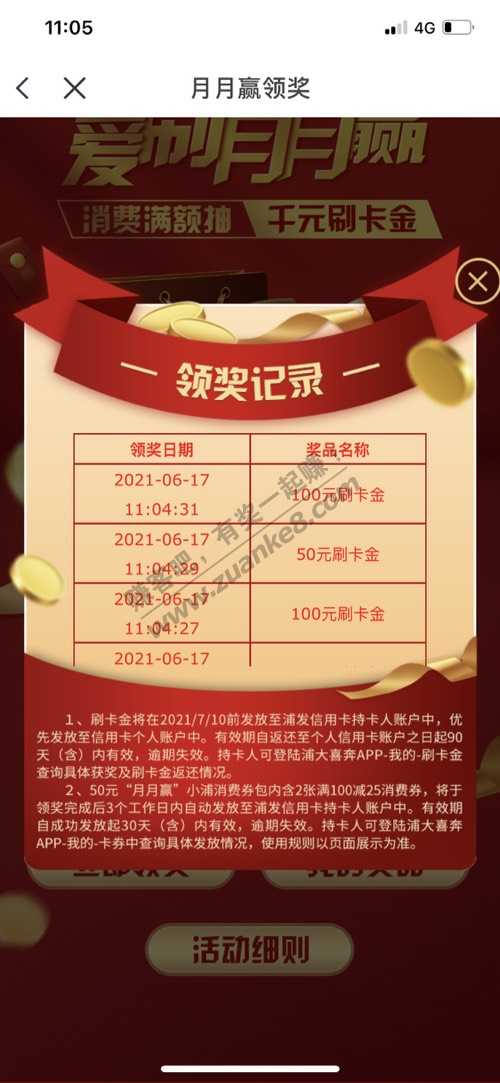 11:05
4G
月月赢领奖
爱刷月月赢
消费满额抽 千元刷卡金
领奖记录
领奖日期 奖品名称
2021-06-17
11:04:31
100元刷卡金
2021-06-17
11:04:29
50元刷卡金
2021-06-17
11:04:27
100元刷卡金
2021-06-17
赚客吧,有奖一起赚!
www.zuanke8.com
1、刷卡金将在2021/7/10前发放至浦发信用卡持卡人账户中,优
先发放至信用卡个人账户中。有效期自返还至个人信用卡账户之日起90
天(含)内有效,逾期失效。持卡人可登陆浦大喜奔APP-我的-刷卡金
查询具体获奖及刷卡金返还情况。
2、50元“月月赢”小浦消费券包内含2张满100减25消费券,将于
领奖完成后3个工作日内自动发放至浦发信用卡持卡人账户中。有效期
自成功发放起30天(含)内有效,逾期失效。持卡人可登陆浦大喜奔
APP-我的-卡券中查询具体发放情况,使用规则以页面展示为准。
立即领奖 我的奖品
活动细则